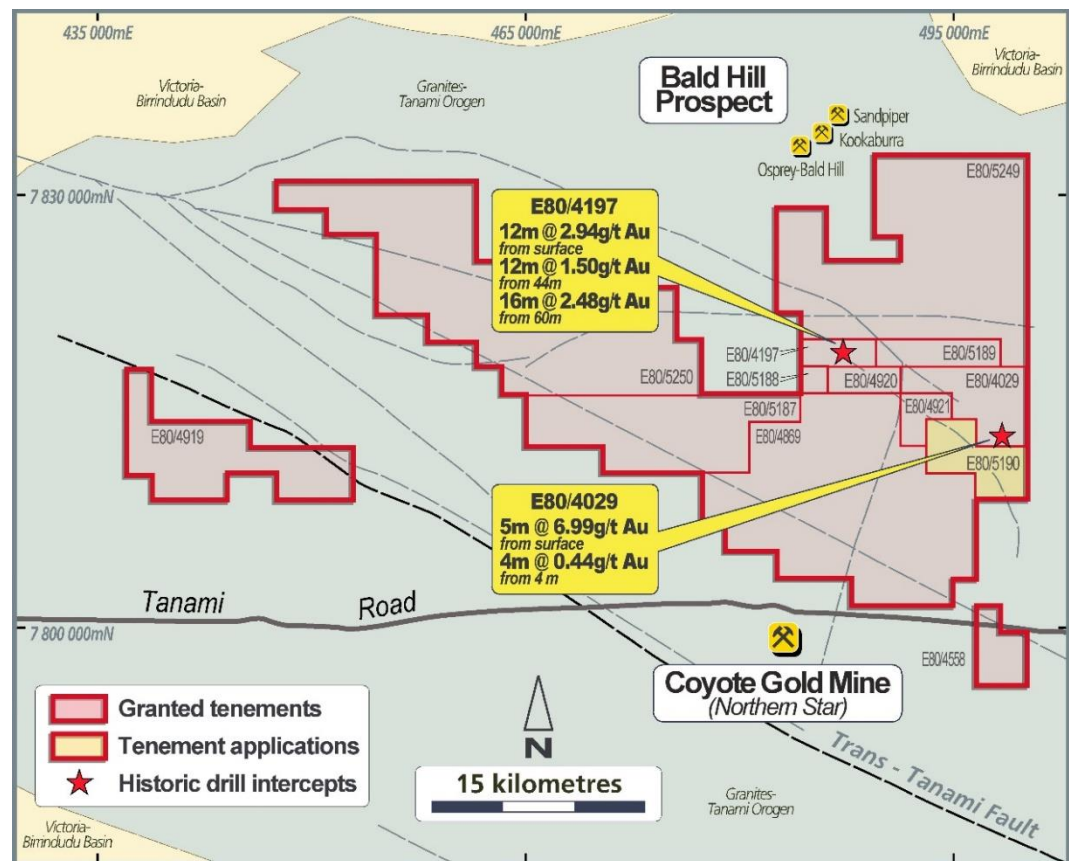 435 000mE
465 000mE
495 000mE
Victoria-
Birrindudu Basin
Granites-
Tanami Orogen
Bald Hill
Prospect
Victoria-
Birrindudu Basin
Sandpiper
Kookaburra
Osprey-Bald Hill
E80/5249
7 830 000mN
E80/4197
12m @ 2.94g/t Au
from surface
12m @ 1.50g/t Au
from 44m
16m @ 2.48g/t Au
from 60m
E80/4197
E80/5189
E80/5250
E80/5188
E80/4920
E80/4029
E80/5187
E80/4921
E80/4919
E80/4869
E80/5190
E80/4029
5m @ 6.99g/t Au
from surface
4m @ 0.44g/t Au
from 4 m
Tanami Road
7 800 000mN
E80/4558
Coyote Gold Mine
(Northern Star)
Granted tenements
Tenement applications
Historic drill intercepts
N
15 kilometres
Trans - Tanami Fault
Granites-
Tanami Orogen
Victoria-
Birrindudu Basin